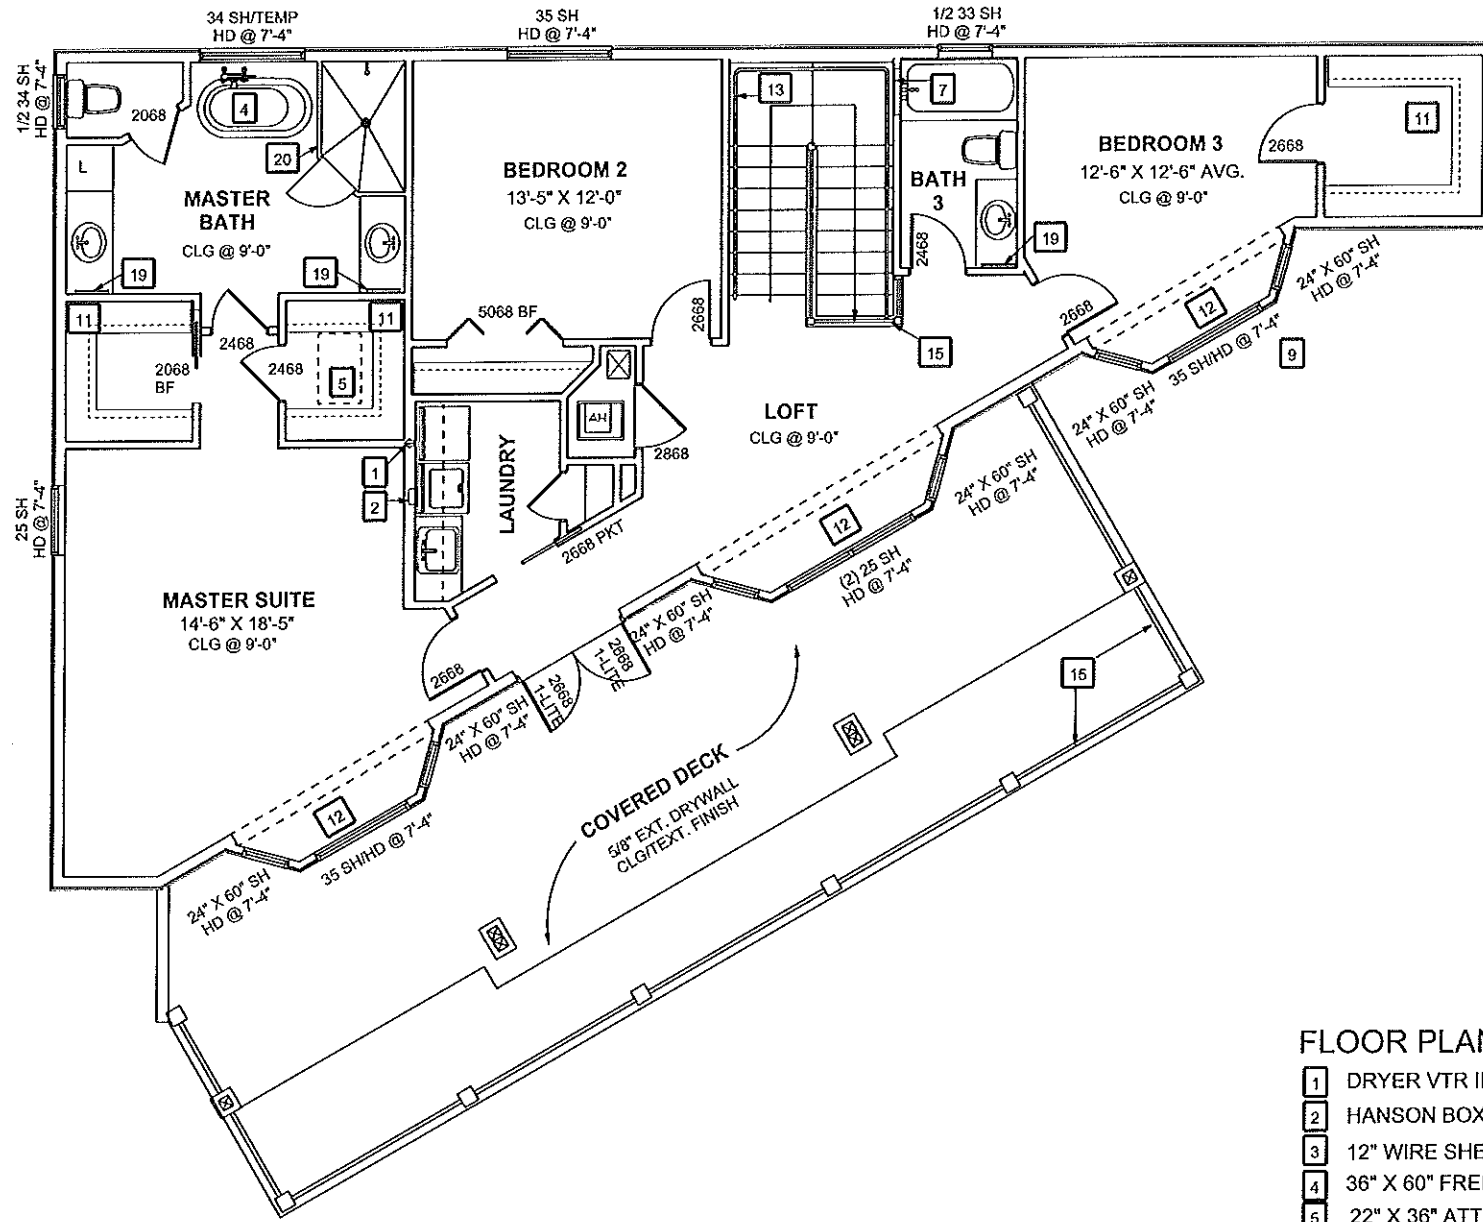 34 SH/TEMP
HD @ 7'-4"
35 SH
HD @ 7'-4"
1/2 33 SH
HD @ 7'-4"
1/2 34 SH
HD @ 7'-4"
2068
4
20
L
MASTER
BATH
CLG @ 9'-0"
19
19
BEDROOM 2
13'-5" X 12'-0"
CLG @ 9'-0"
13
7
BATH
3
2468
19
BEDROOM 3
12'-6" X 12'-6" AVG.
CLG @ 9'-0"
2668
11
24" X 60" SH
HD @ 7'-4"
11
11
2068
BF
2468
2468
5
5068 BF
2668
15
2668
12
35 SH/HD @ 7'-4"
9
24" X 60" SH
HD @ 7'-4"
LOFT
CLG @ 9'-0"
AH
2868
1
2
LAUNDRY
2668 PKT
25 SH
HD @ 7'-4"
24" X 60" SH
HD @ 7'-4"
12
(2) 25 SH
HD @ 7'-4"
24" X 60" SH
HD @ 7'-4"
MASTER SUITE
14'-6" X 18'-5"
CLG @ 9'-0"
2668
2668
1-LITE
2668
1-LITE
24" X 60" SH
HD @ 7'-4"
15
12
35 SH/HD @ 7'-4"
24" X 60" SH
HD @ 7'-4"
COVERED DECK
5/8" EXT. DRYWALL
CLG/TEXT. FINISH
FLOOR PLAN
1 DRYER VTR
2 HANSON BOX
3 12" WIRE
4 36" X 60"
5 22" X 36"